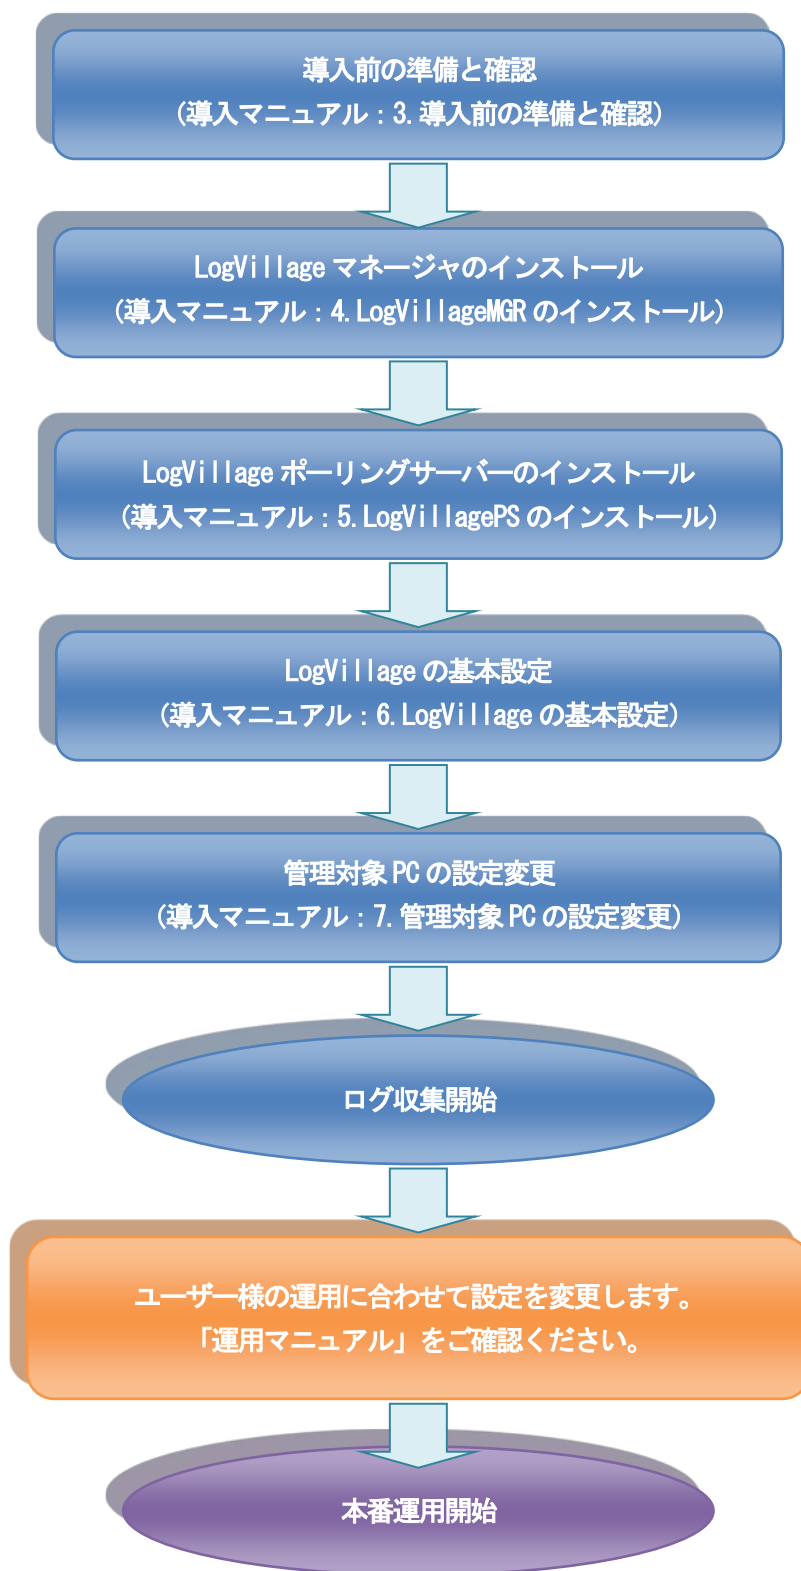 導入前の準備と確認
(導入マニュアル：3.導入前の準備と確認)
LogVillage マネージャのインストール
(導入マニュアル：4.LogVillageMGR のインストール)
LogVillage ポーリングサーバーのインストール
(導入マニュアル：5.LogVillagePS のインストール)
LogVillage の基本設定
(導入マニュアル：6.LogVillage の基本設定)
管理対象 PC の設定変更
(導入マニュアル：7.管理対象 PC の設定変更)
ログ収集開始
ユーザー様の運用に合わせて設定を変更します。
「運用マニュアル」をご確認ください。
本番運用開始